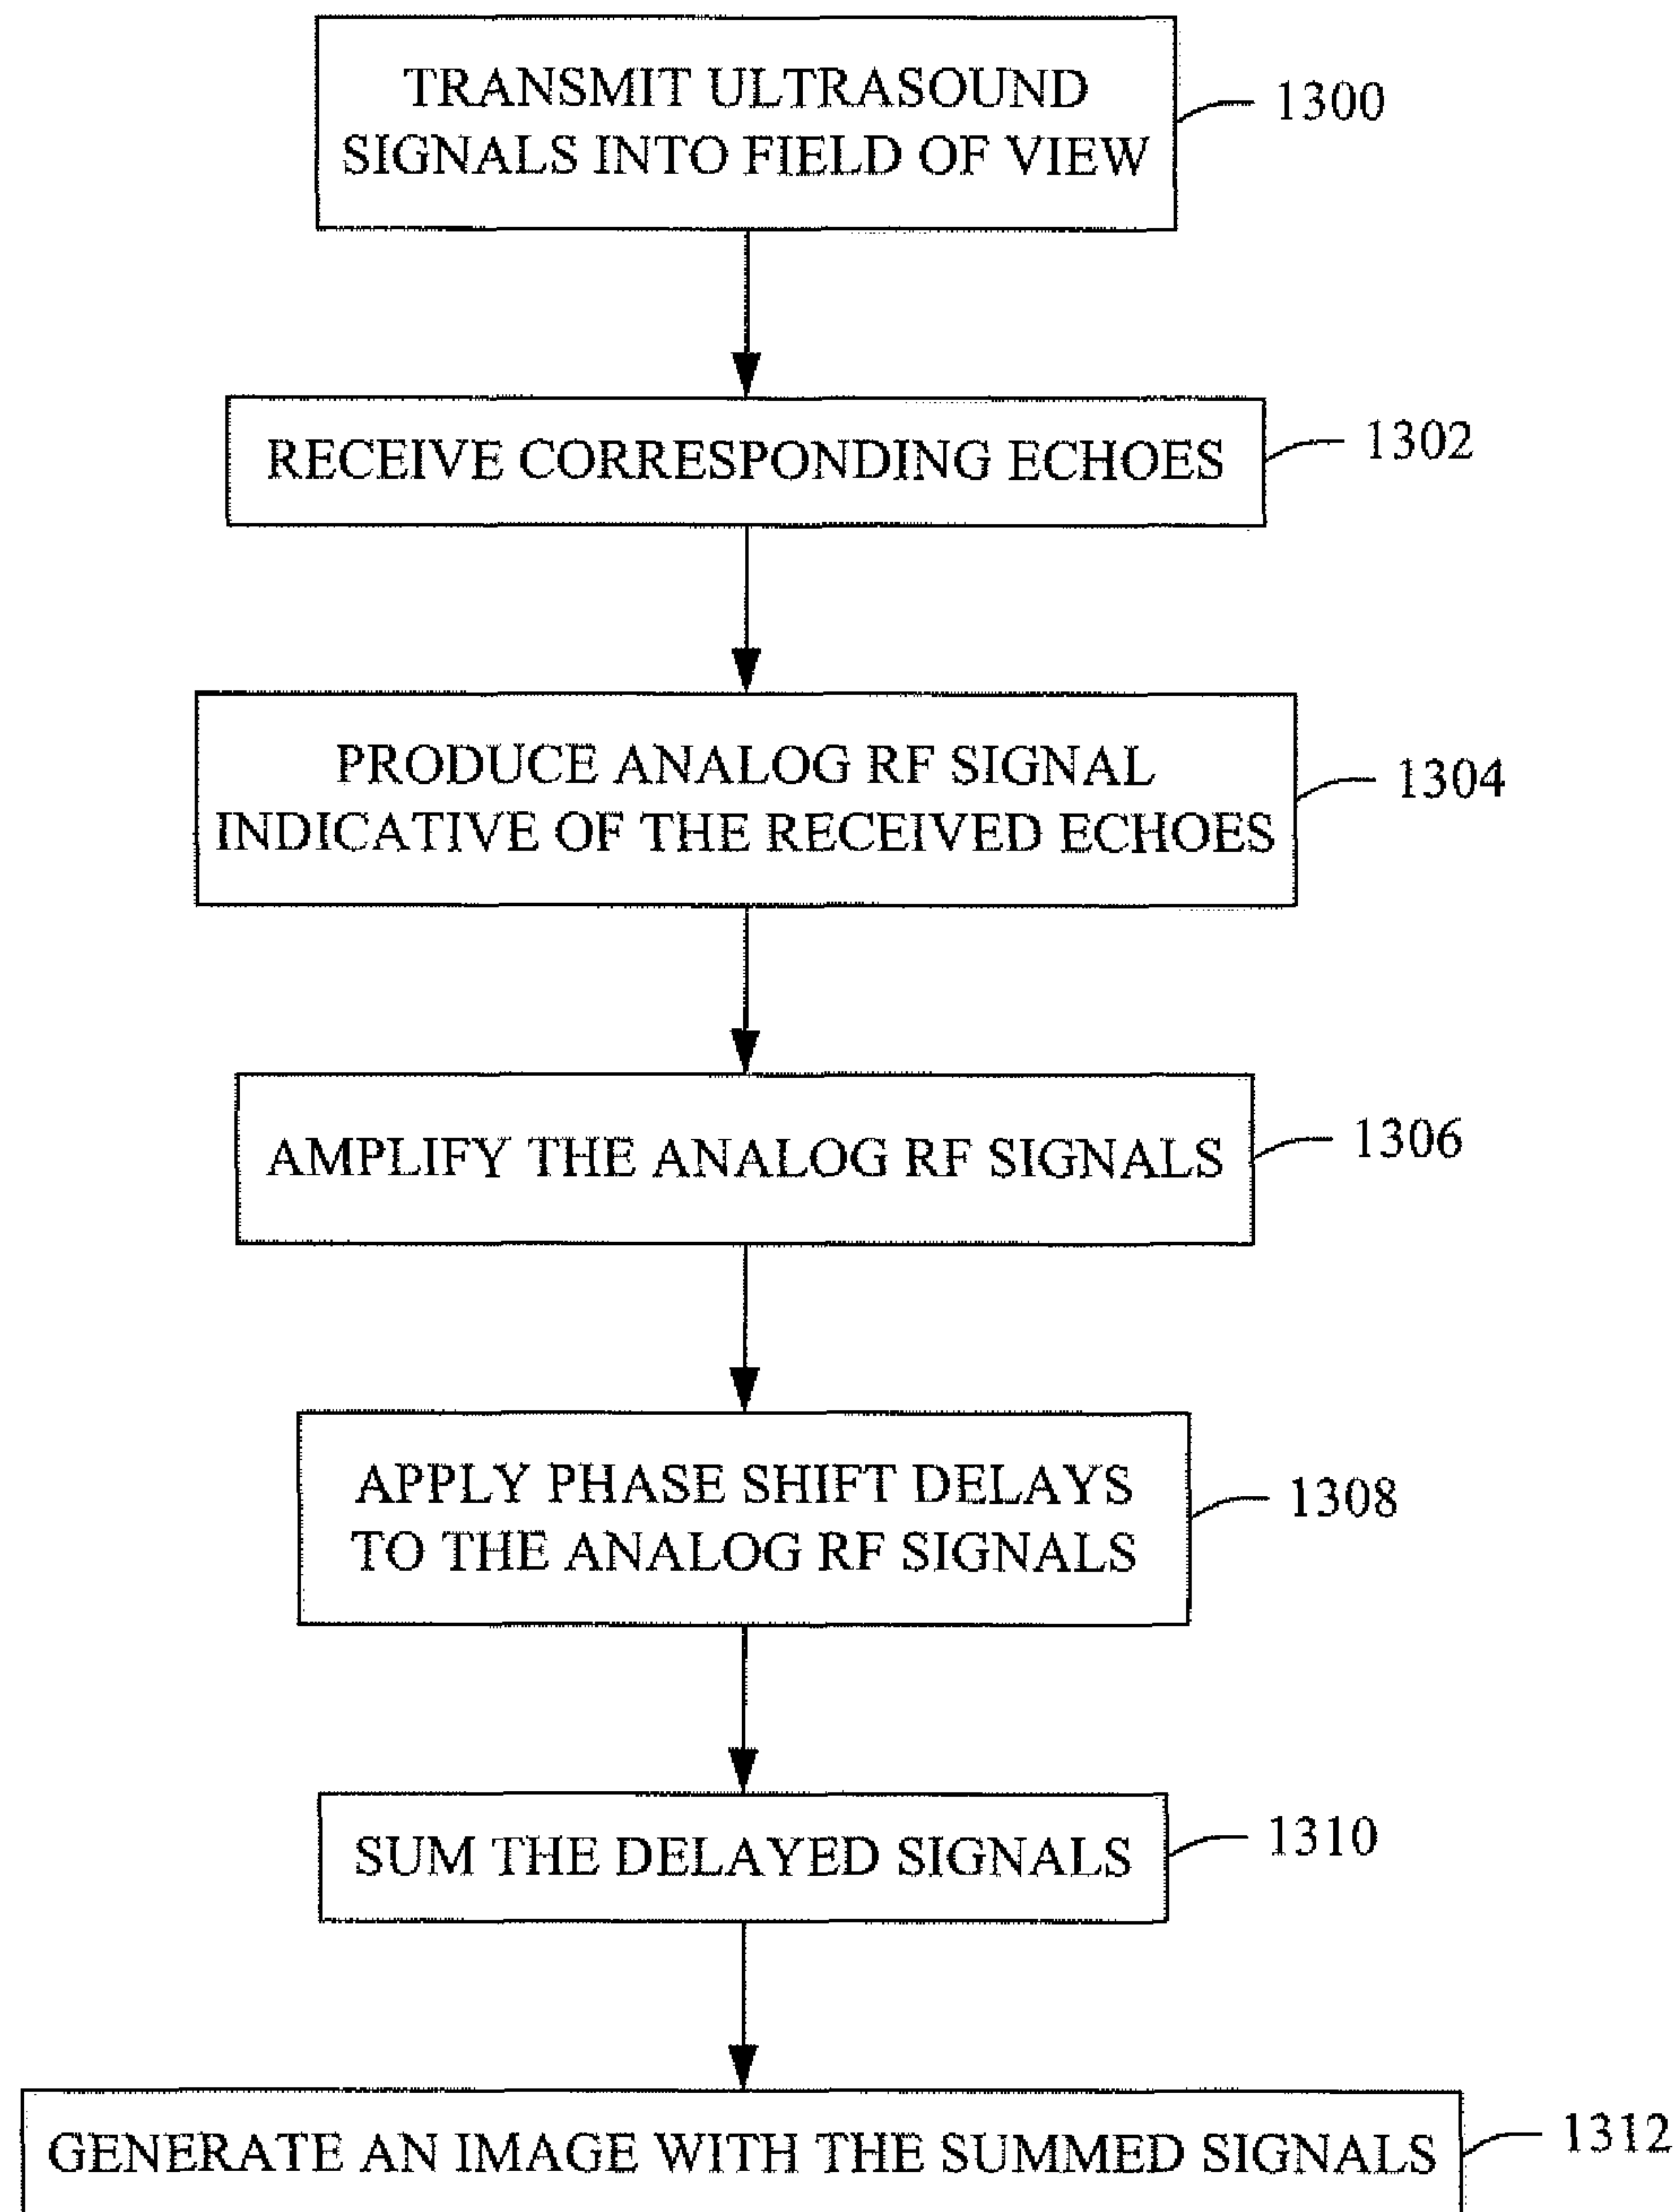 TRANSMIT ULTRASOUND
SIGNALS INTO FIELD OF VIEW
1300
RECEIVE CORRESPONDING ECHOES
1302
PRODUCE ANALOG RF SIGNAL
INDICATIVE OF THE RECEIVED ECHOES
1304
AMPLIFY THE ANALOG RF SIGNALS
1306
APPLY PHASE SHIFT DELAYS
TO THE ANALOG RF SIGNALS
1308
SUM THE DELAYED SIGNALS
1310
GENERATE AN IMAGE WITH THE SUMMED SIGNALS
1312